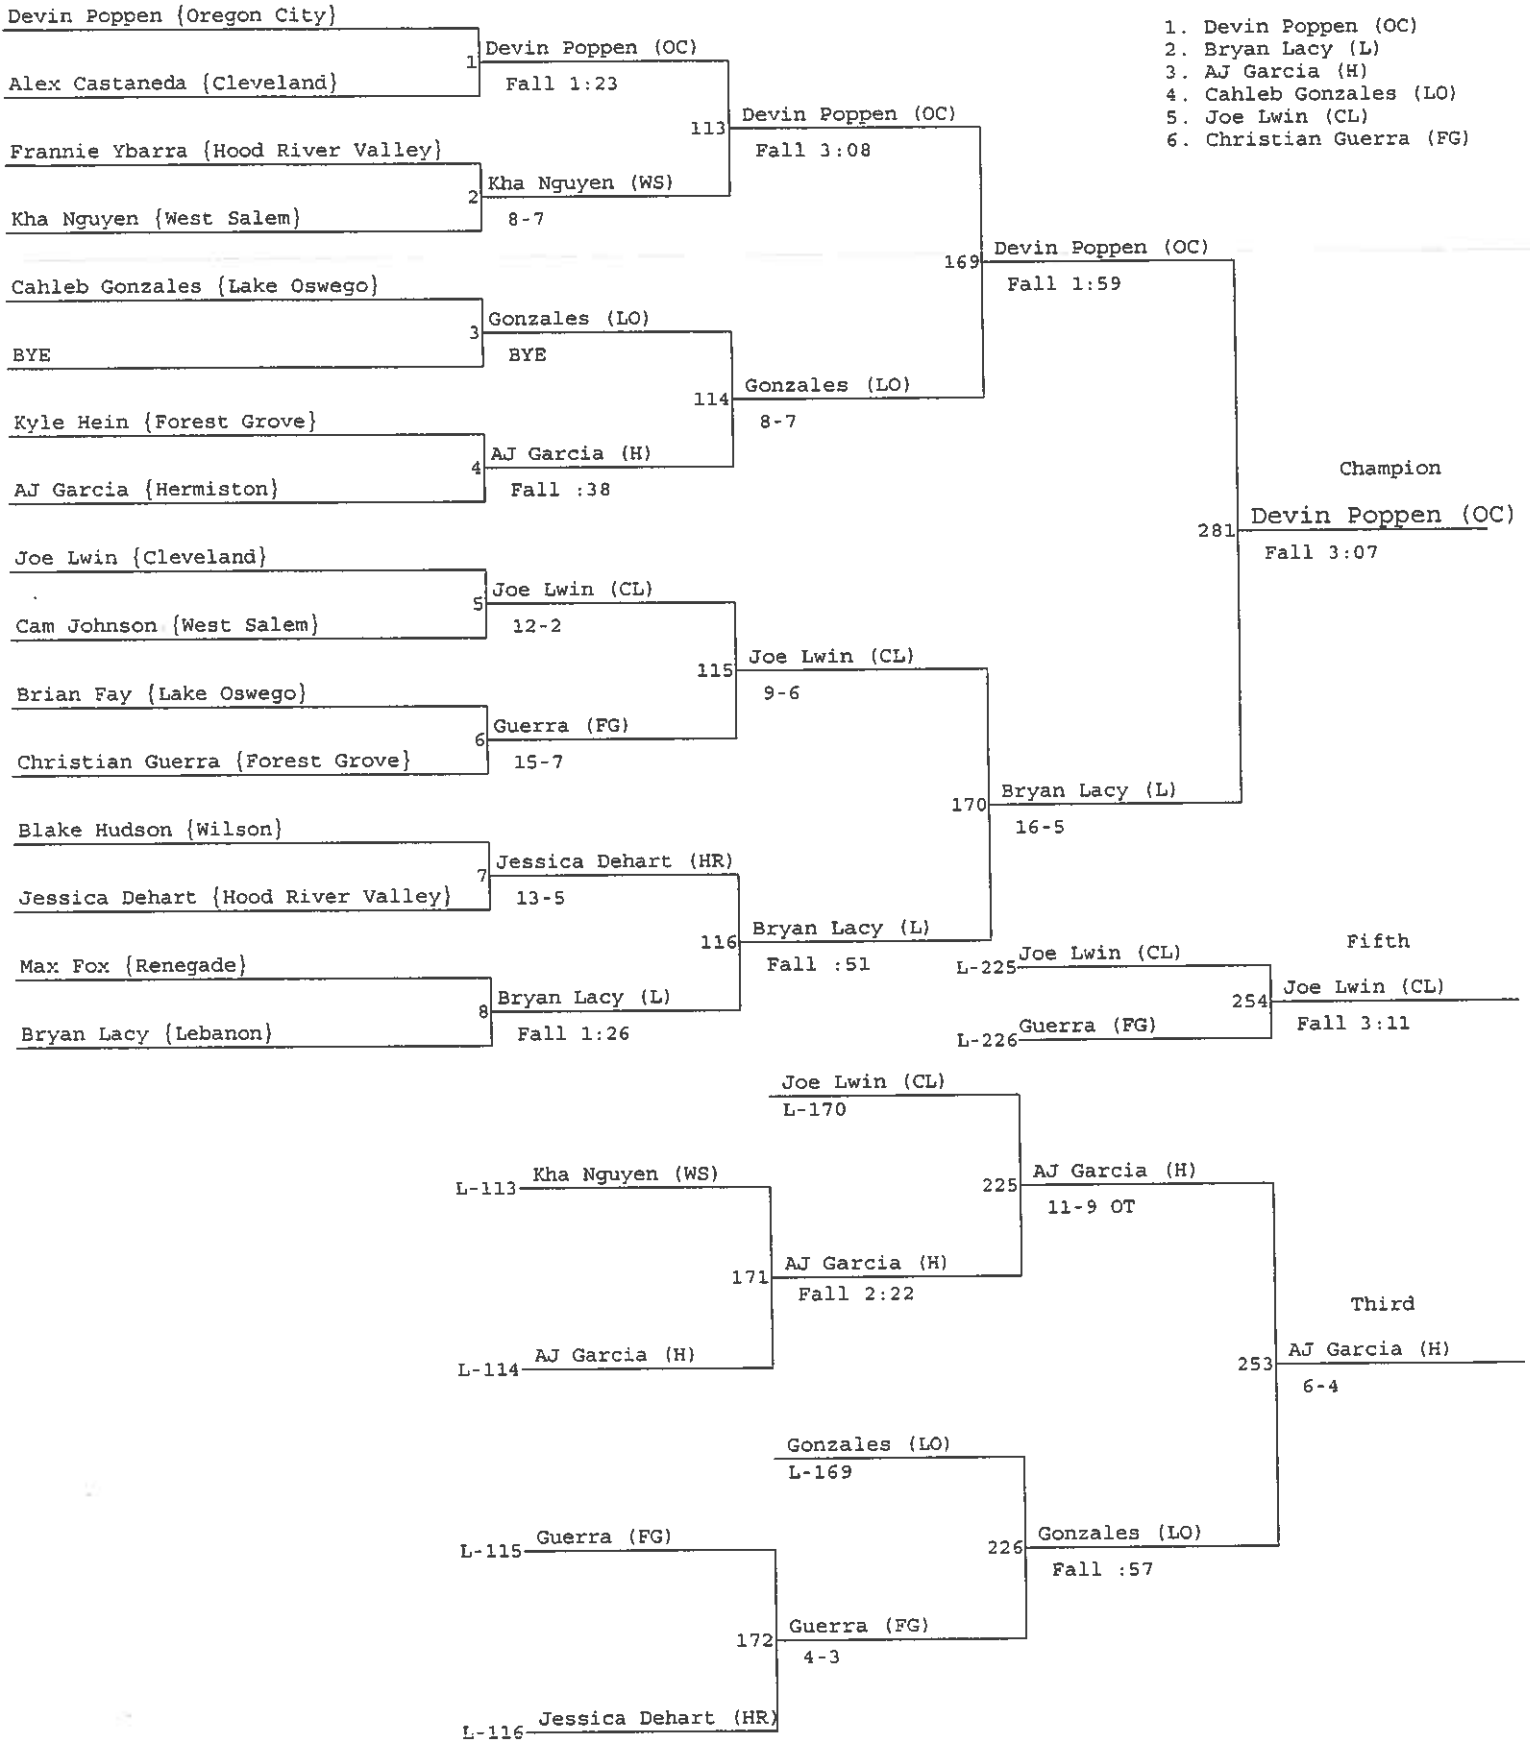 Devin Poppen {Oregon City}
1 Devin Poppen (OC)
Fall 1:23
Alex Castaneda {Cleveland}
113 Devin Poppen (OC)
Fall 3:08
Frannie Ybarra {Hood River Valley}
2 Kha Nguyen (WS)
8-7
Kha Nguyen {West Salem}
169 Devin Poppen (OC)
Fall 1:59
Cahleb Gonzales {Lake Oswego}
3 Gonzales (LO)
BYE
BYE
114 Gonzales (LO)
8-7
Kyle Hein {Forest Grove}
4 AJ Garcia (H)
Fall :38
AJ Garcia {Hermiston}
Champion
281 Devin Poppen (OC)
Fall 3:07
Joe Lwin {Cleveland}
5 Joe Lwin (CL)
12-2
Cam Johnson {West Salem}
115 Joe Lwin (CL)
9-6
Brian Fay {Lake Oswego}
6 Guerra (FG)
15-7
Christian Guerra {Forest Grove}
170 Bryan Lacy (L)
16-5
Blake Hudson {Wilson}
7 Jessica Dehart (HR)
13-5
Jessica Dehart {Hood River Valley}
116 Bryan Lacy (L)
Fall :51
Max Fox {Renegade}
8 Bryan Lacy (L)
Fall 1:26
Bryan Lacy {Lebanon}
1. Devin Poppen (OC)
2. Bryan Lacy (L)
3. AJ Garcia (H)
4. Cahleb Gonzales (LO)
5. Joe Lwin (CL)
6. Christian Guerra (FG)
Fifth
L-225 Joe Lwin (CL)
254 Joe Lwin (CL)
Fall 3:11
L-226 Guerra (FG)
Joe Lwin (CL)
L-170
L-113 Kha Nguyen (WS)
225 AJ Garcia (H)
11-9 OT
171 AJ Garcia (H)
Fall 2:22
L-114 AJ Garcia (H)
Third
253 AJ Garcia (H)
6-4
Gonzales (LO)
L-169
L-115 Guerra (FG)
226 Gonzales (LO)
Fall :57
172 Guerra (FG)
4-3
L-116 Jessica Dehart (HR)